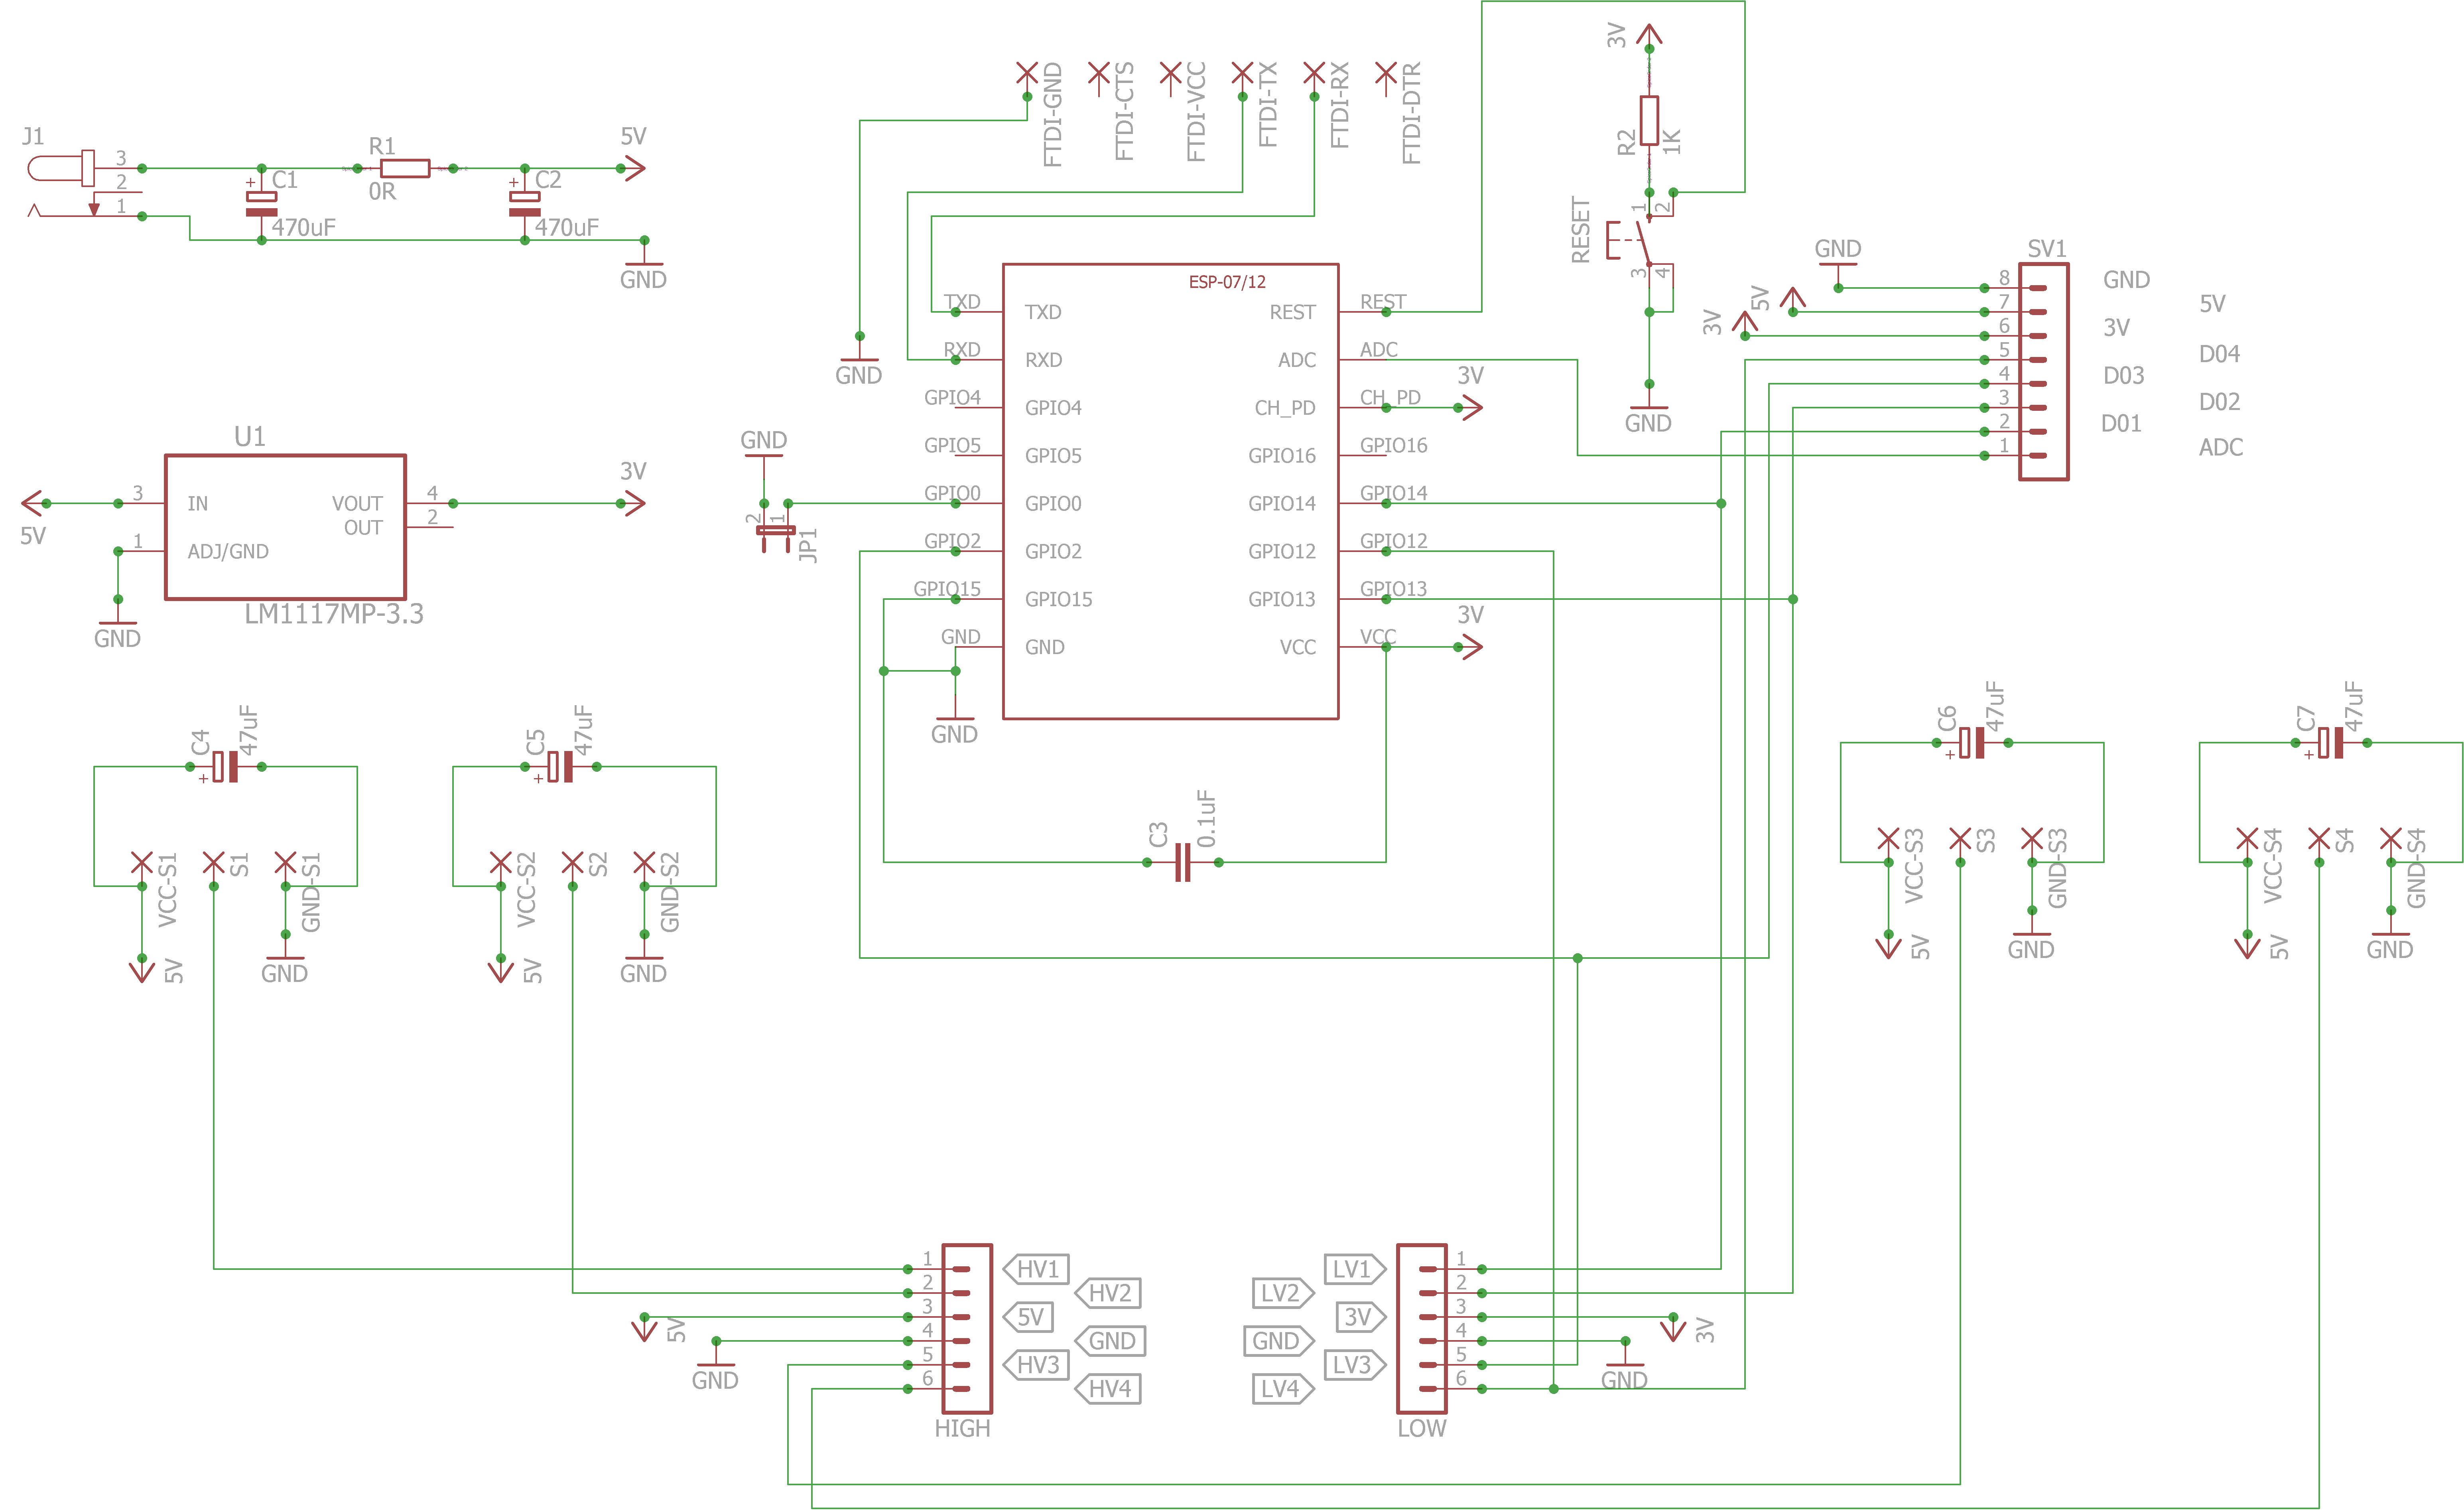 J1
3
2
1
C1
470uF
R1
0R
C2
470uF
5V
GND
FTDI-GND
FTDI-CTS
FTDI-VCC
FTDI-TX
FTDI-RX
FTDI-DTR
3V
R2
1K
RESET
1
2
3
4
GND
ESP-07/12
TXD
TXD
REST
REST
RXD
RXD
ADC
ADC
GPIO4
GPIO4
CH_PD
CH_PD
3V
GPIO5
GPIO5
GPIO16
GPIO16
GPIO0
GPIO0
GPIO14
GPIO14
GPIO2
GPIO2
GPIO12
GPIO12
GPIO15
GPIO15
GPIO13
GPIO13
GND
GND
VCC
VCC
3V
GND
GND
GND
2
1
JP1
C3
0.1uF
SV1
GND
5V
3V
8
GND
7
5V
6
3V
5
D04
4
D03
3
D02
2
D01
1
ADC
U1
3
IN
VOUT
4
OUT
2
1
ADJ/GND
LM1117MP-3.3
5V
GND
3V
C4
47uF
+
VCC-S1
S1
GND-S1
5V
GND
C5
47uF
+
VCC-S2
S2
GND-S2
5V
GND
C6
47uF
+
VCC-S3
S3
GND-S3
5V
GND
C7
47uF
+
VCC-S4
S4
GND-S4
5V
GND
1
HV1
2
HV2
3
5V
4
GND
5
HV3
6
HV4
HIGH
5V
GND
LV1
1
LV2
2
3V
3
GND
4
LV3
5
LV4
6
LOW
3V
GND